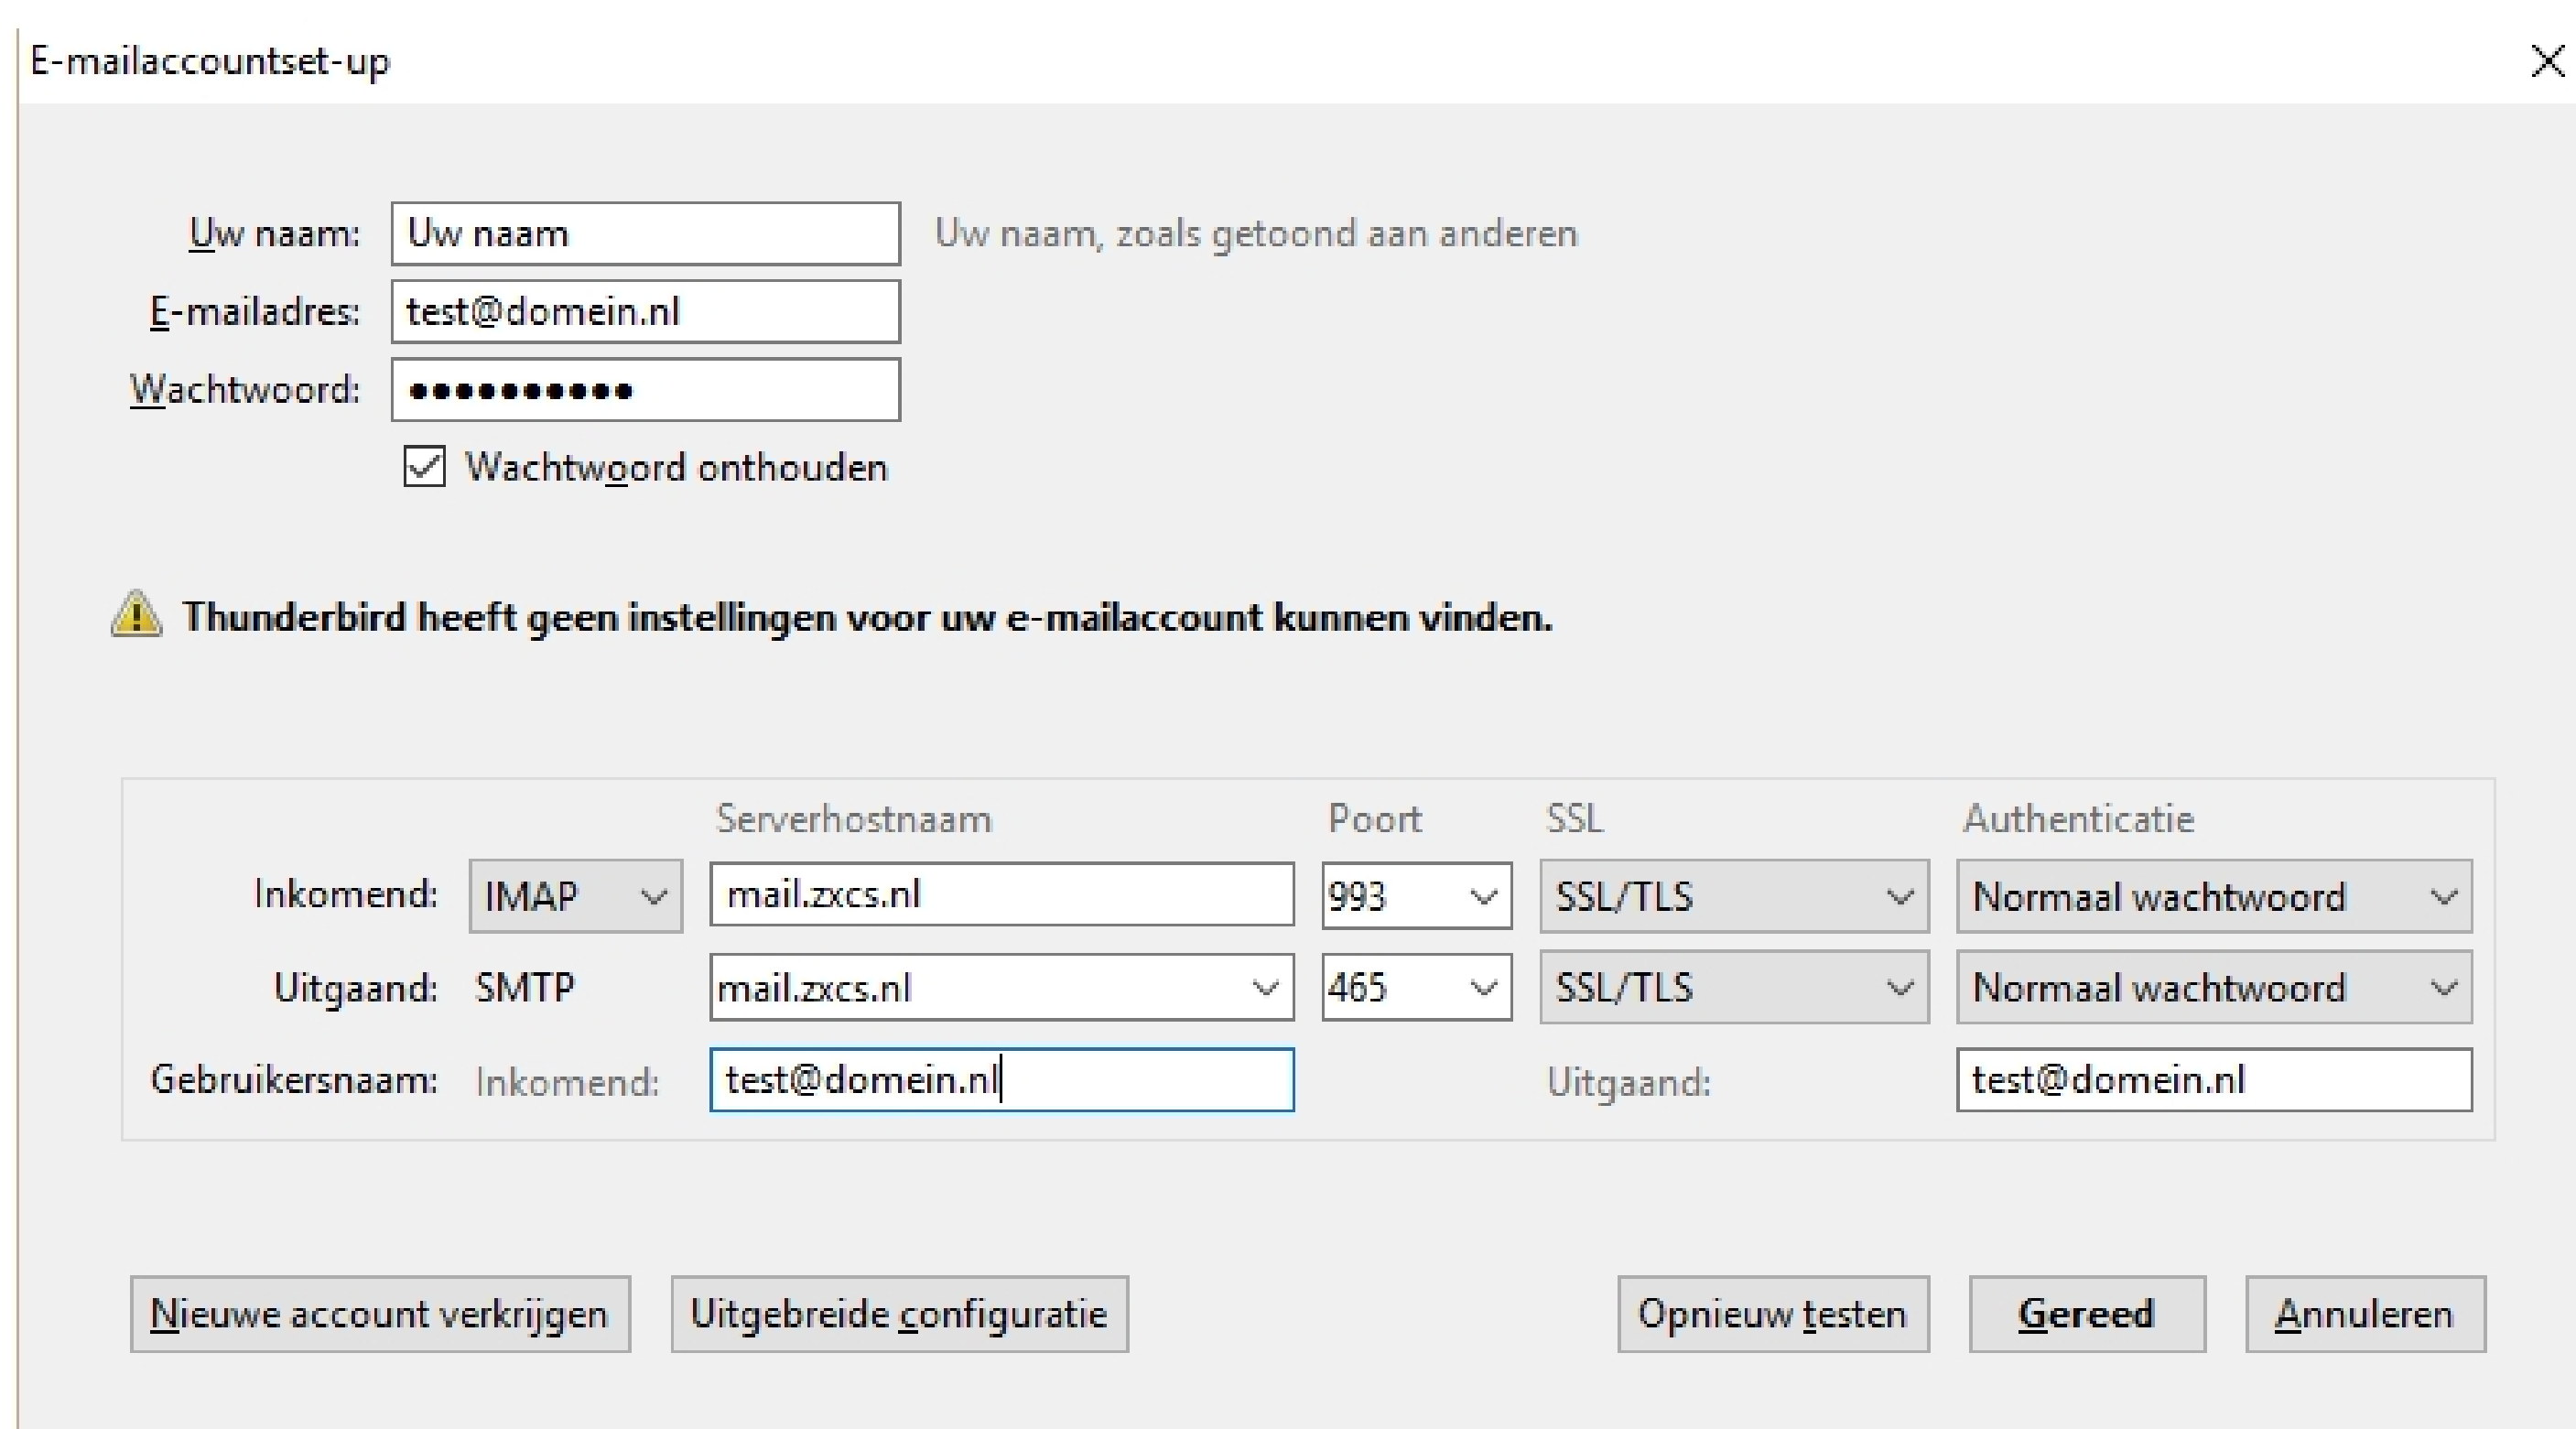 E-mailaccountset-up
Uw naam: Uw naam Uw naam, zoals getoond aan anderen
E-mailadres: test@domein.nl
Wachtwoord: ••••••••••
Wachtwoord onthouden
Thunderbird heeft geen instellingen voor uw e-mailaccount kunnen vinden.
Serverhostnaam Poort SSL Authenticatie
Inkomend: IMAP mail.zxcs.nl 993 SSL/TLS Normaal wachtwoord
Uitgaand: SMTP mail.zxcs.nl 465 SSL/TLS Normaal wachtwoord
Gebruikersnaam: Inkomend: test@domein.nl Uitgaand: test@domein.nl
Nieuwe account verkrijgen Uitgebreide configuratie Opnieuw testen Gereed Annuleren